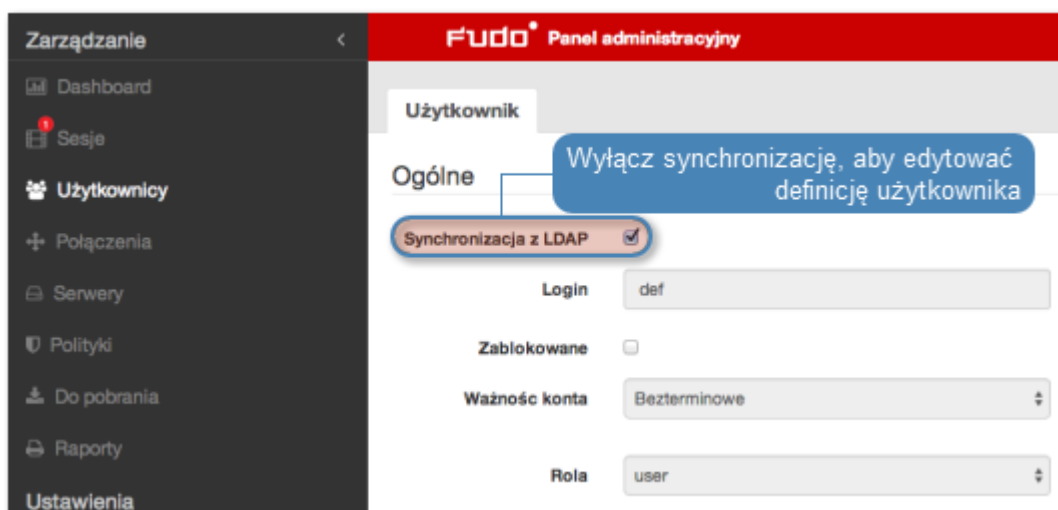 Zarządzanie
FUDO Panel administracyjny
Dashboard
1
Sesje
Użytkownicy
Połączenia
Serwery
Polityki
Do pobrania
Raporty
Ustawienia
Użytkownik
Ogólne
Wyłącz synchronizację, aby edytować
definicję użytkownika
Synchronizacja z LDAP
Login def
Zablokowane
Ważnośc konta Bezterminowe
Rola user